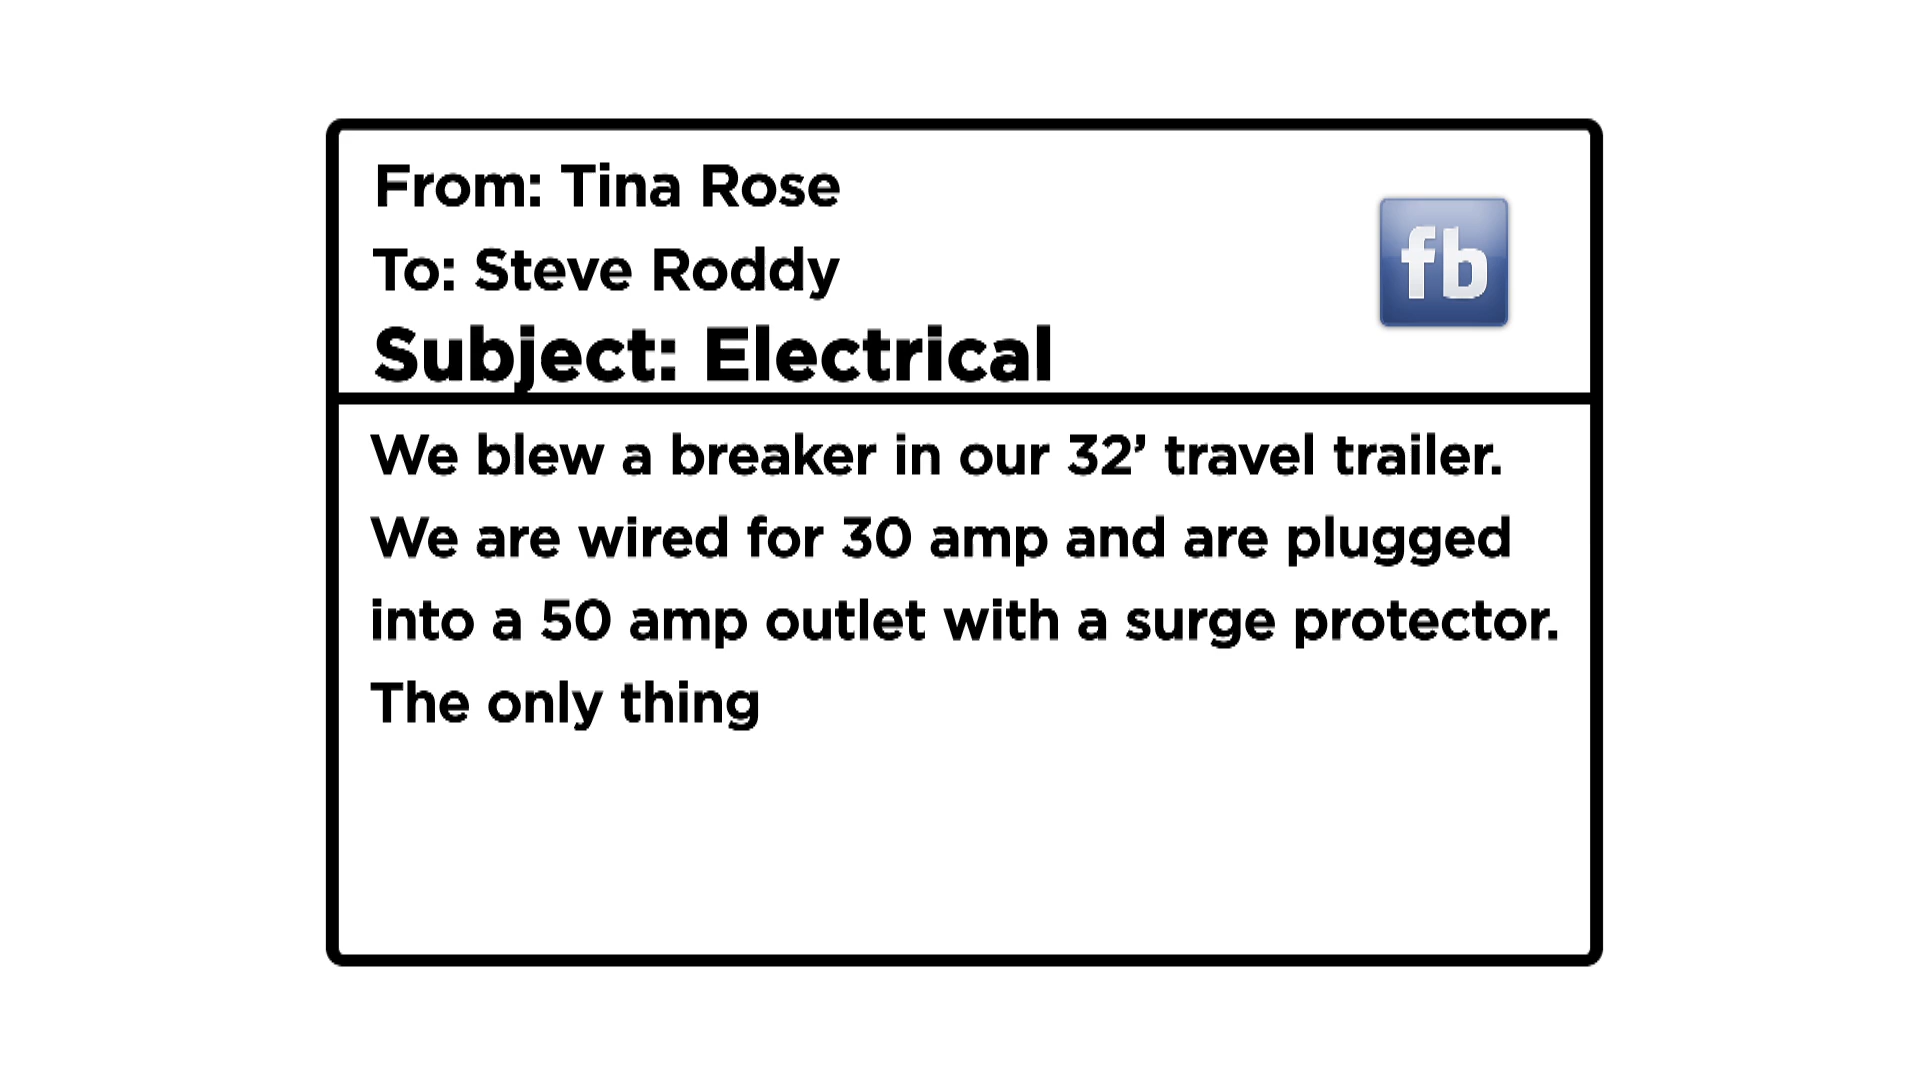 From: Tina Rose
To: Steve Roddy
fb
Subject: Electrical
We blew a breaker in our 32’ travel trailer.
We are wired for 30 amp and are plugged
into a 50 amp outlet with a surge protector.
The only thing